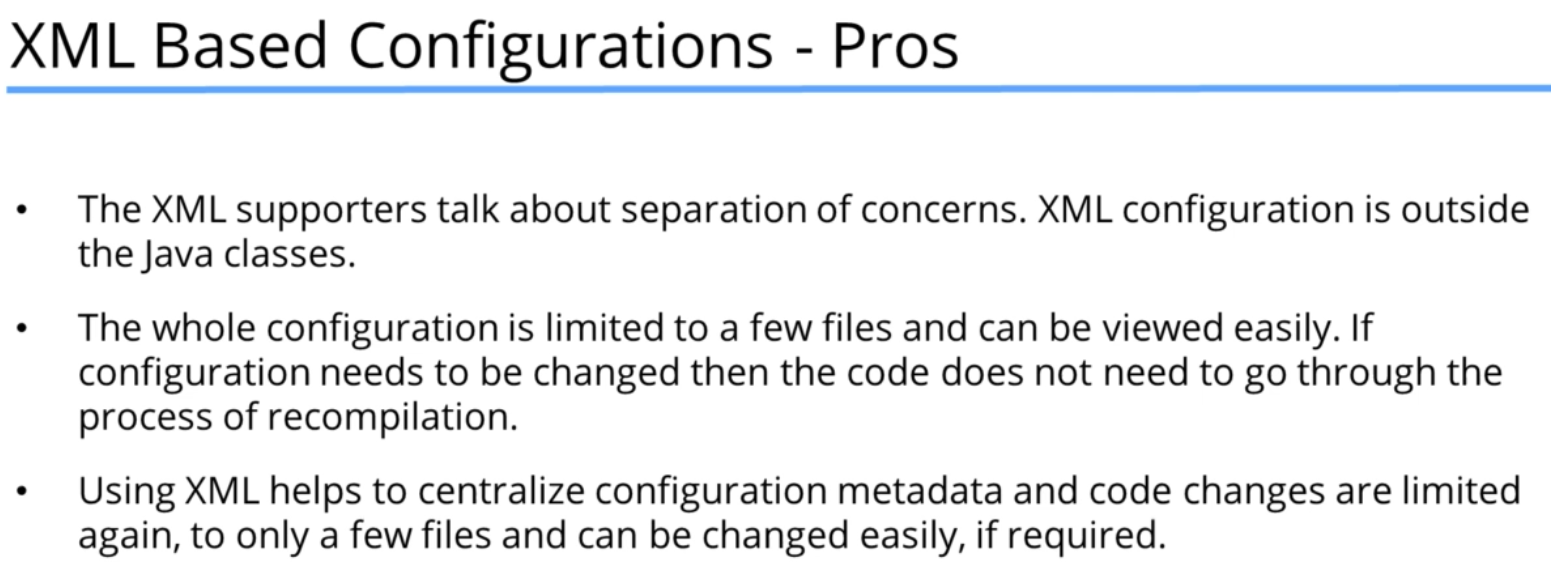 XML Based Configurations - Pros
• The XML supporters talk about separation of concerns. XML configuration is outside
the Java classes.
• The whole configuration is limited to a few files and can be viewed easily. If
configuration needs to be changed then the code does not need to go through the
process of recompilation.
• Using XML helps to centralize configuration metadata and code changes are limited
again, to only a few files and can be changed easily, if required.